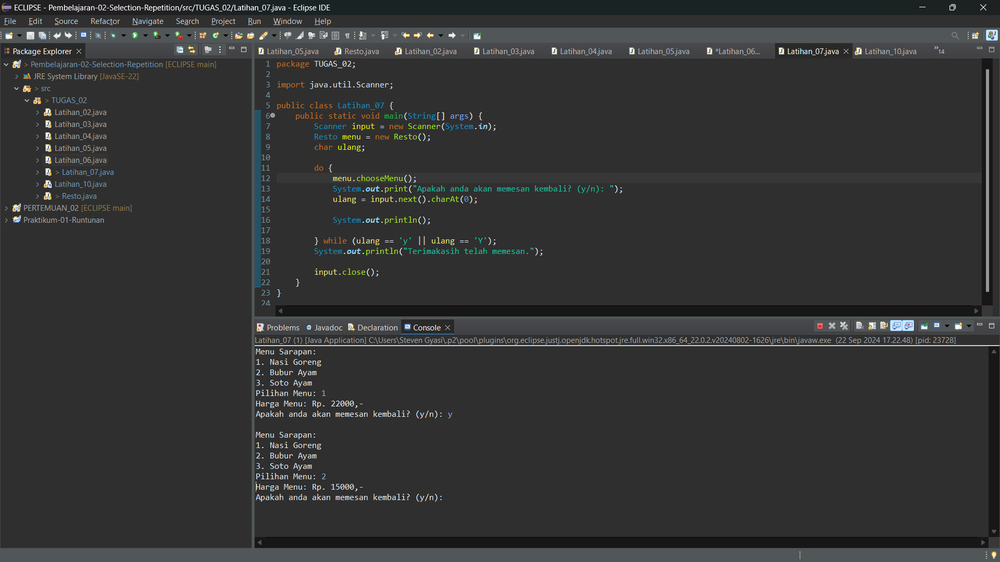 ECLIPSE - Pembelajaran-02-Selection-Repetition/src/TUGAS_02/Latihan_07.java - Eclipse IDE
File Edit Source Refactor Navigate Search Project Run Window Help
Package Explorer
> Pembelajaran-02-Selection-Repetition [ECLIPSE main]
JRE System Library [JavaSE-22]
> src
> TUGAS_02
Latihan_02.java
Latihan_03.java
Latihan_04.java
Latihan_05.java
Latihan_06.java
> Latihan_07.java
Latihan_10.java
> Resto.java
PERTEMUAN_02 [ECLIPSE main]
Praktikum-01-Runtunan
Latihan_05.java Resto.java Latihan_02.java Latihan_03.java Latihan_04.java Latihan_05.java *Latihan_06... Latihan_07.java Latihan_10.java »14
1 package TUGAS_02;
2
3 import java.util.Scanner;
4
5 public class Latihan_07 {
6 public static void main(String[] args) {
7 Scanner input = new Scanner(System.in);
8 Resto menu = new Resto();
9 char ulang;
10
11 do {
12 menu.chooseMenu();
13 System.out.print("Apakah anda akan memesan kembali? (y/n): ");
14 ulang = input.next().charAt(0);
15
16 System.out.println();
17
18 } while (ulang == 'y' || ulang == 'Y');
19 System.out.println("Terimakasih telah memesan.");
20
21 input.close();
22 }
23 }
24
Problems Javadoc Declaration Console
Latihan_07 (1) [Java Application] C:\Users\Steven Gyasi\.p2\pool\plugins\org.eclipse.justj.openjdk.hotspot.jre.full.win32.x86_64_22.0.2.v20240802-1626\jre\bin\javaw.exe (22 Sep 2024 17.22.48) [pid: 23728]
Menu Sarapan:
1. Nasi Goreng
2. Bubur Ayam
3. Soto Ayam
Pilihan Menu: 1
Harga Menu: Rp. 22000,-
Apakah anda akan memesan kembali? (y/n): y
Menu Sarapan:
1. Nasi Goreng
2. Bubur Ayam
3. Soto Ayam
Pilihan Menu: 2
Harga Menu: Rp. 15000,-
Apakah anda akan memesan kembali? (y/n):